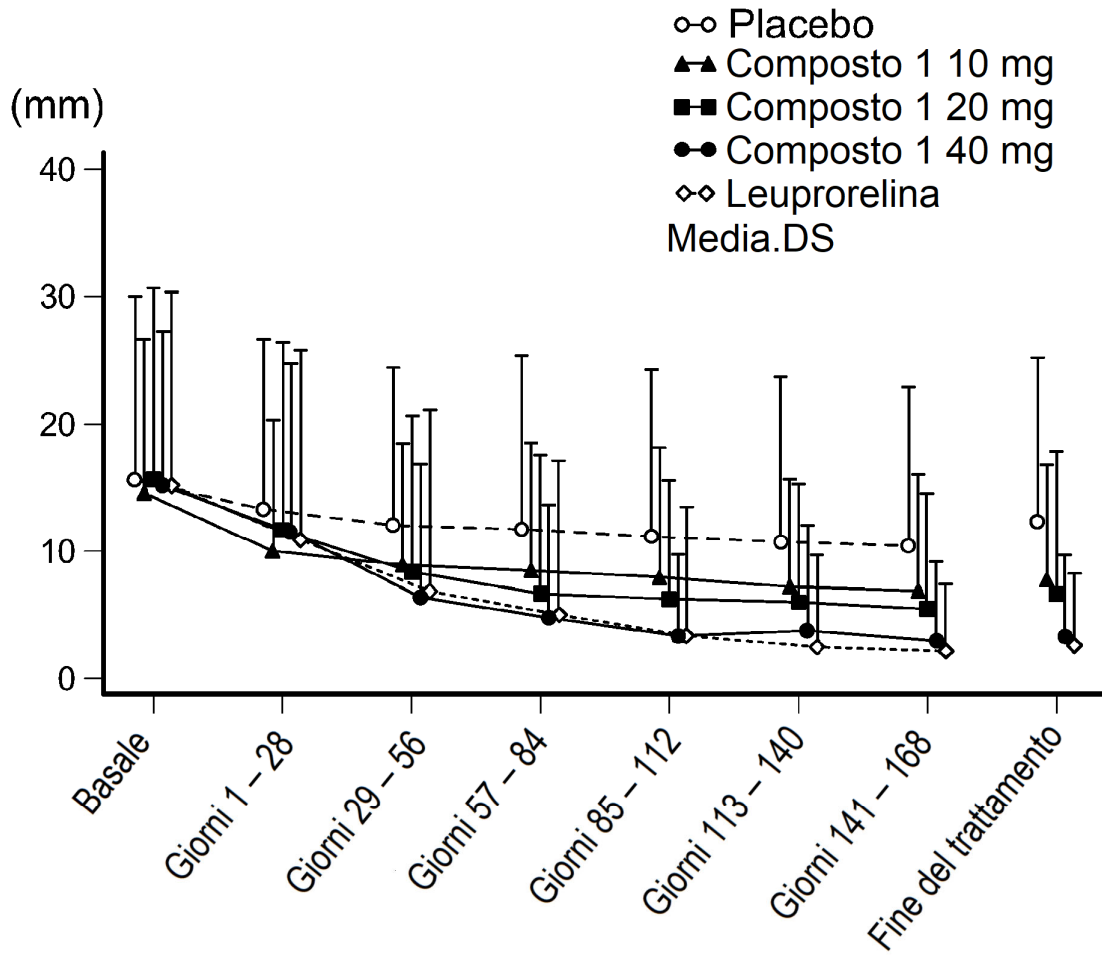 Placebo
Composto 1 10 mg
Composto 1 20 mg
Composto 1 40 mg
Leuprorelina
Media.DS
(mm)
40
30
20
10
0
Basale
Giorni 1 – 28
Giorni 29 – 56
Giorni 57 – 84
Giorni 85 – 112
Giorni 113 – 140
Giorni 141 – 168
Fine del trattamento